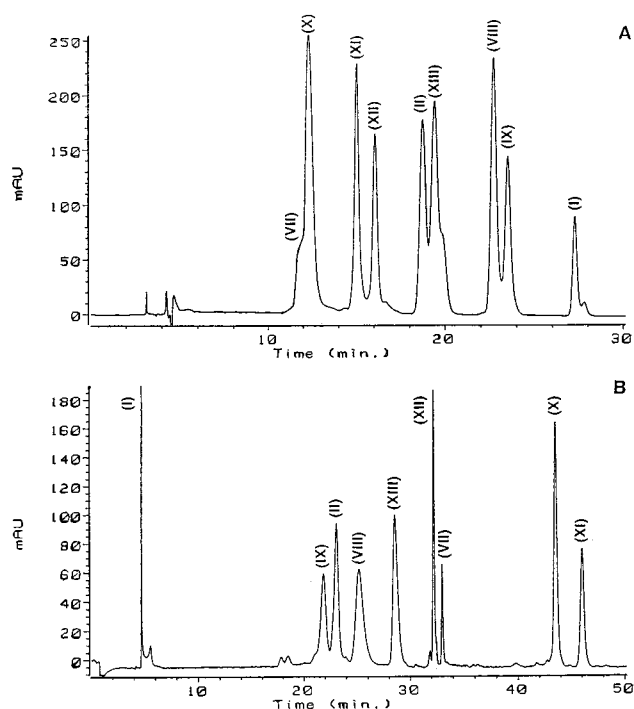 A
mAU
250
200
150
100
50
0
(VII)
(X)
(XI)
(XII)
(II)
(XIII)
(VIII)
(IX)
(I)
10
20
30
Time (min.)
B
mAU
180
160
140
120
100
80
60
40
20
0
(I)
(IX)
(II)
(VIII)
(XIII)
(XII)
(VII)
(X)
(XI)
10
20
30
40
50
Time (min.)